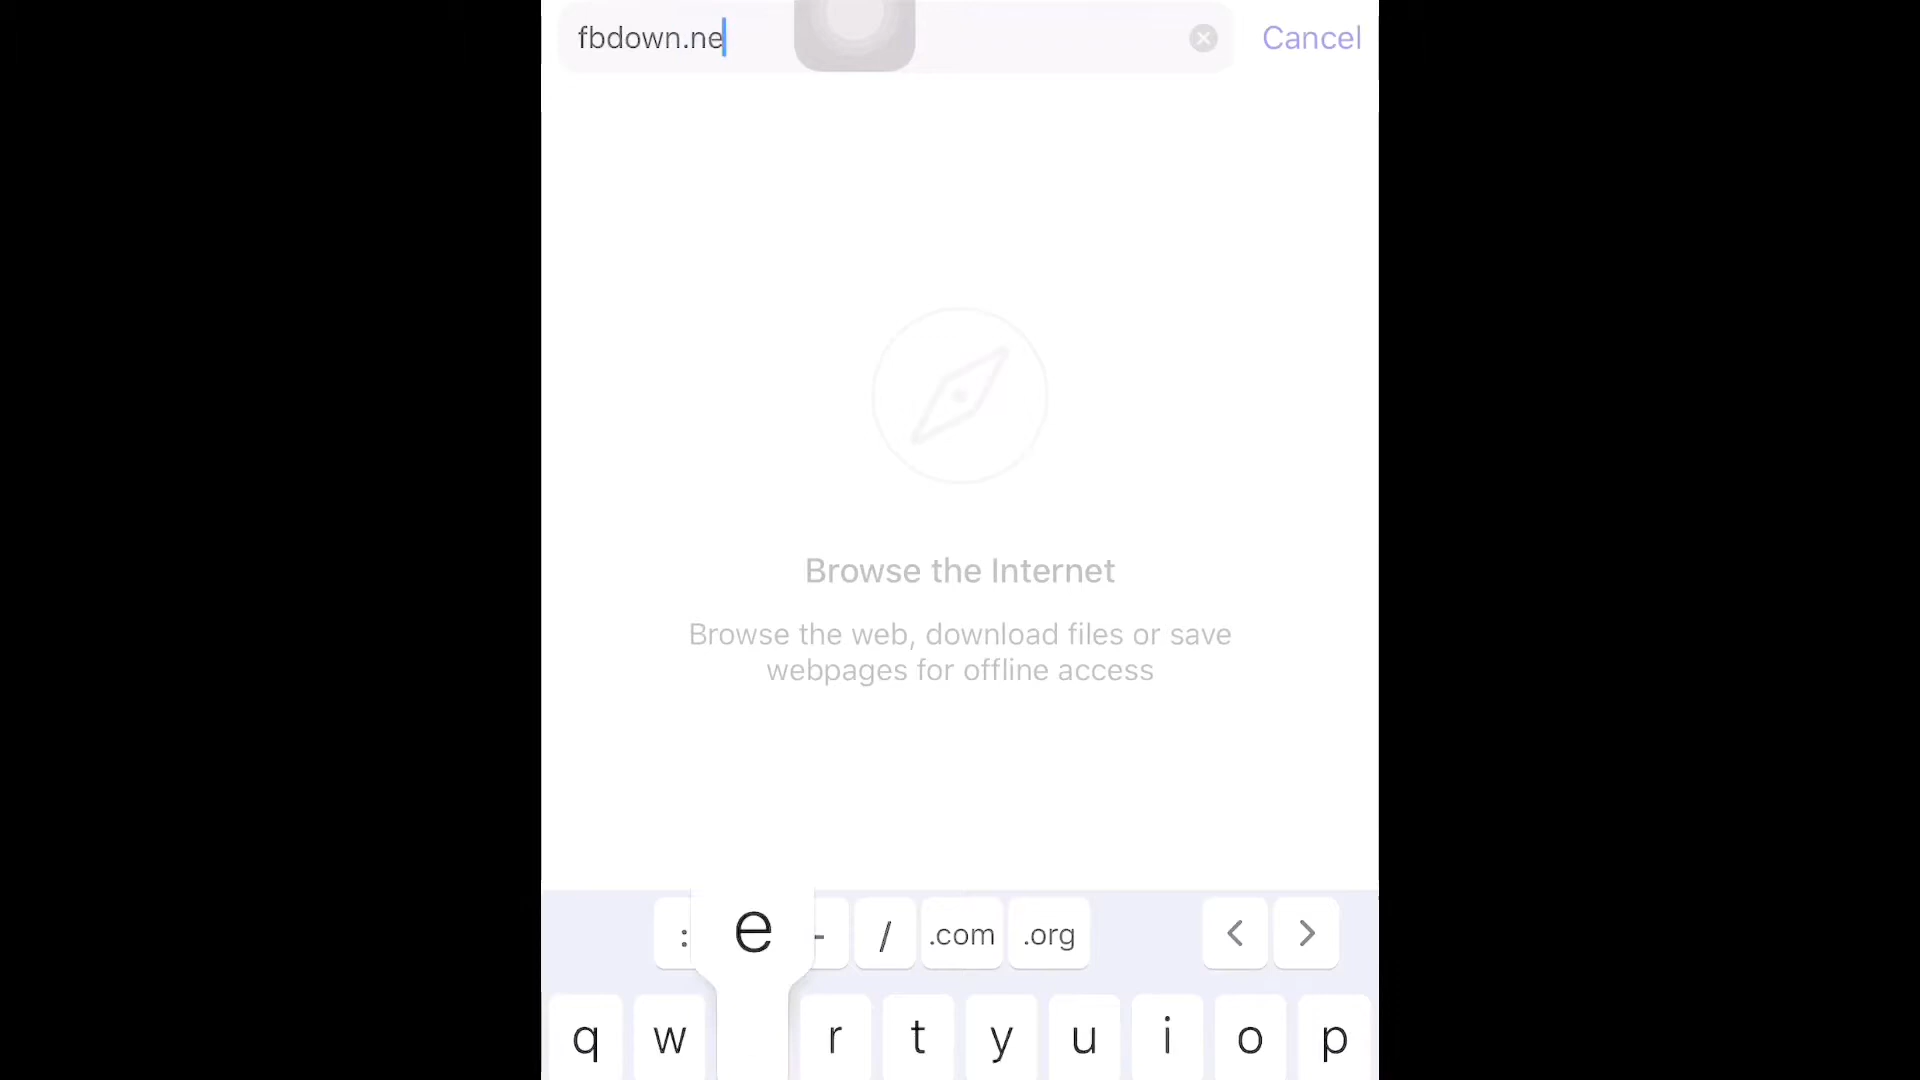 fbdown.ne
Cancel
Browse the Internet
Browse the web, download files or save
webpages for offline access
: e - / .com .org < >
q w r t y u i o p